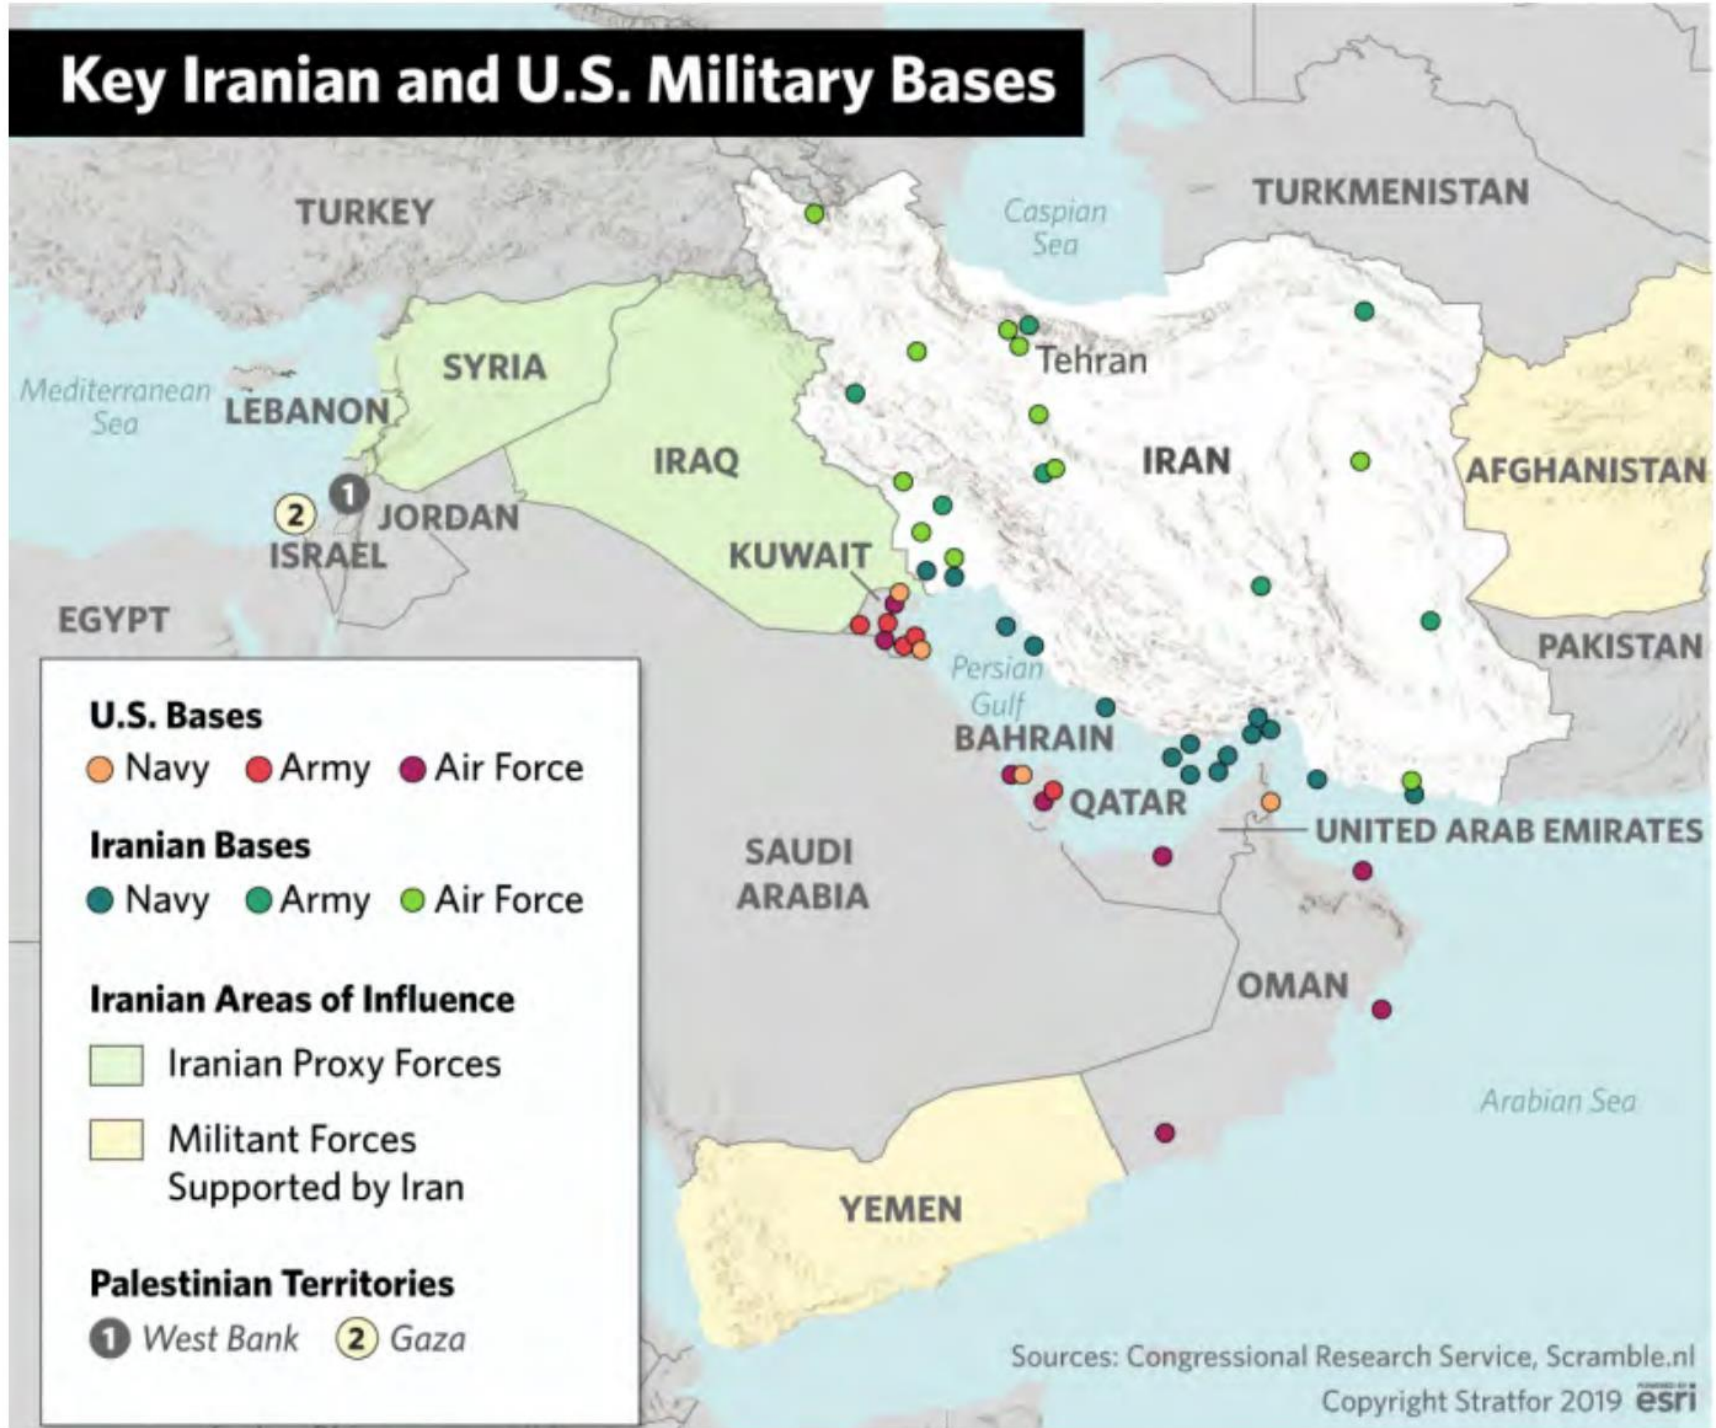 Key Iranian and U.S. Military Bases
TURKEY
Caspian
Sea
TURKMENISTAN
SYRIA
Tehran
Mediterranean
Sea
LEBANON
IRAQ
IRAN
AFGHANISTAN
1
2
JORDAN
ISRAEL
KUWAIT
EGYPT
PAKISTAN
Persian
Gulf
BAHRAIN
QATAR
UNITED ARAB EMIRATES
SAUDI
ARABIA
OMAN
Arabian Sea
YEMEN
U.S. Bases
Navy Army Air Force
Iranian Bases
Navy Army Air Force
Iranian Areas of Influence
Iranian Proxy Forces
Militant Forces
Supported by Iran
Palestinian Territories
1 West Bank 2 Gaza
Sources: Congressional Research Service, Scramble.nl
POWERED BY
Copyright Stratfor 2019 esri